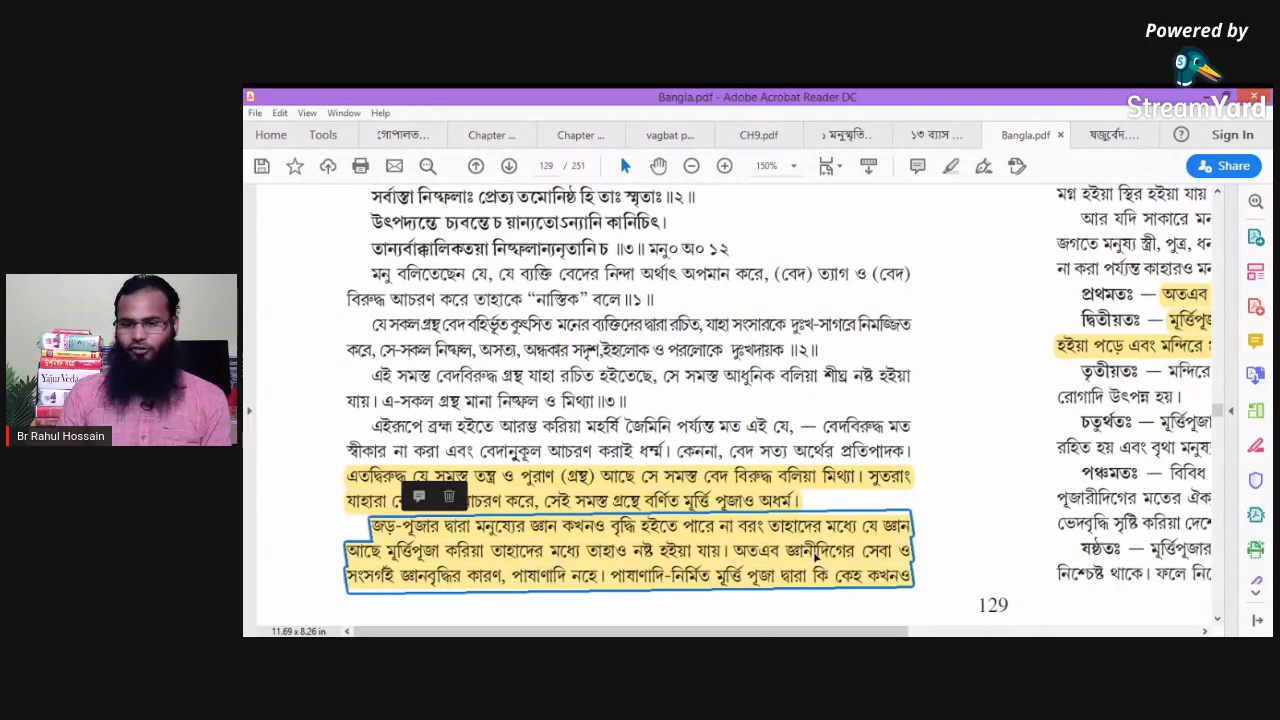 Powered by
StreamYard
Bangla.pdf - Adobe Acrobat Reader DC
File Edit View Window Help
Home Tools গোপালত... Chapter ... Chapter ... vagbat p... CH9.pdf ১ মনুস্মৃতি.. ১৩ ব্যাস ... Bangla.pdf × যজুর্বেদ.... Sign In
129 / 251 150% Share
সর্বাস্তা নিষ্ফলাঃ প্রেত্য তমোনিষ্ঠ হি তাঃ স্মৃতাঃ॥২॥
উৎপদ্যন্তে চ্যবন্তে চ যান্যতোঽন্যানি কানিচিৎ।
তান্যর্বাক্কালিকতয়া নিষ্ফলান্যনৃতানি চ ॥৩॥ মনু০ অ০ ১২
মনু বলিতেছেন যে, যে ব্যক্তি বেদের নিন্দা অর্থাৎ অপমান করে, (বেদ) ত্যাগ ও (বেদ)
বিরুদ্ধ আচরণ করে তাহাকে “নাস্তিক” বলে॥১॥
যে সকল গ্রন্থ বেদ বহির্ভূত কুৎসিত মনের ব্যক্তিদের দ্বারা রচিত, যাহা সংসারকে দুঃখ-সাগরে নিমজ্জিত
করে, সে-সকল নিষ্ফল, অসত্য, অন্ধকার সদৃশ,ইহলোক ও পরলোকে দুঃখদায়ক ॥২॥
এই সমস্ত বেদবিরুদ্ধ গ্রন্থ যাহা রচিত হইতেছে, সে সমস্ত আধুনিক বলিয়া শীঘ্র নষ্ট হইয়া
যায়। এ-সকল গ্রন্থ মানা নিষ্ফল ও মিথ্যা॥৩॥
এইরূপে ব্রহ্মা হইতে আরম্ভ করিয়া মহর্ষি জৈমিনি পর্য্যন্ত মত এই যে, — বেদবিরুদ্ধ মত
স্বীকার না করা এবং বেদানুকূল আচরণ করাই ধর্ম্ম। কেননা, বেদ সত্য অর্থের প্রতিপাদক।
এতদ্বিরুদ্ধ যে সমস্ত তন্ত্র ও পুরাণ (গ্রন্থ) আছে সে সমস্ত বেদ বিরুদ্ধ বলিয়া মিথ্যা। সুতরাং
যাহারা আচরণ করে, সেই সমস্ত গ্রন্থে বর্ণিত মূর্ত্তি পূজাও অধর্ম।
জড়-পূজার দ্বারা মনুষ্যের জ্ঞান কখনও বৃদ্ধি হইতে পারে না বরং তাহাদের মধ্যে যে জ্ঞান
আছে মূর্ত্তিপূজা করিয়া তাহাদের মধ্যে তাহাও নষ্ট হইয়া যায়। অতএব জ্ঞানীদিগের সেবা ও
সংসর্গই জ্ঞানবৃদ্ধির কারণ, পাষাণাদি নহে। পাষাণাদি-নির্মিত মূর্ত্তি পূজা দ্বারা কি কেহ কখনও
129
11.69 x 8.26 in
মগ্ন হইয়া স্থির হইয়া যায়
আর যদি সাকারে মন
জগতে মনুষ্য স্ত্রী, পুত্র, ধন
না করা পর্য্যন্ত কাহারও মন
প্রথমতঃ — অতএব
দ্বিতীয়তঃ — মূর্ত্তিপূ
হইয়া পড়ে এবং মন্দিরে
তৃতীয়তঃ — মন্দিরে
রোগাদি উৎপন্ন হয়।
চতুর্থতঃ — মূর্ত্তিপূজা
রহিত হয় এবং বৃথা মনুষ
পঞ্চমতঃ — বিবিধ
পূজারীদিগের মতের ঐক
ভেদবৃদ্ধি সৃষ্টি করিয়া দে
ষষ্ঠতঃ — মূর্ত্তিপূজার
নিশ্চেষ্ট থাকে। ফলে নি
Yajur Veda
Br Rahul Hossain